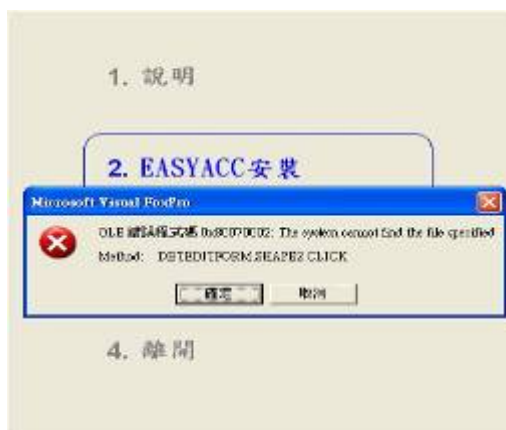 1. 說明
2. EASYACC安裝
Microsoft Visual FoxPro
OLE 錯誤程式碼 0x80070002: The system cannot find the file specified
Method: DBTEDITFORM.SHAPE2.CLICK
確定
取消
4. 離開